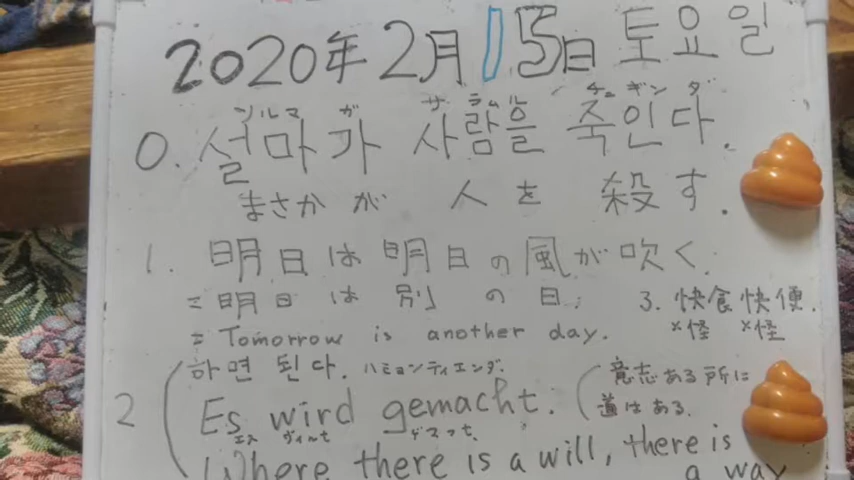 2020年2月15日 토요일
ソルマ ガ サ ラムル チュギン ダ
0. 설마가 사람을 죽인다.
まさかが 人を 殺す.
1. 明日は明日の風が吹く.
=明日は別の日;
3. 快食快便.
×怪 ×怪
= Tomorrow is another day.
2 하면 된다. ハミョンティエンダ.
(意志ある所に
道はある.
Es wird gemacht.
エス ヴィルト ゲマハト.
Where there is a will, there is
a way